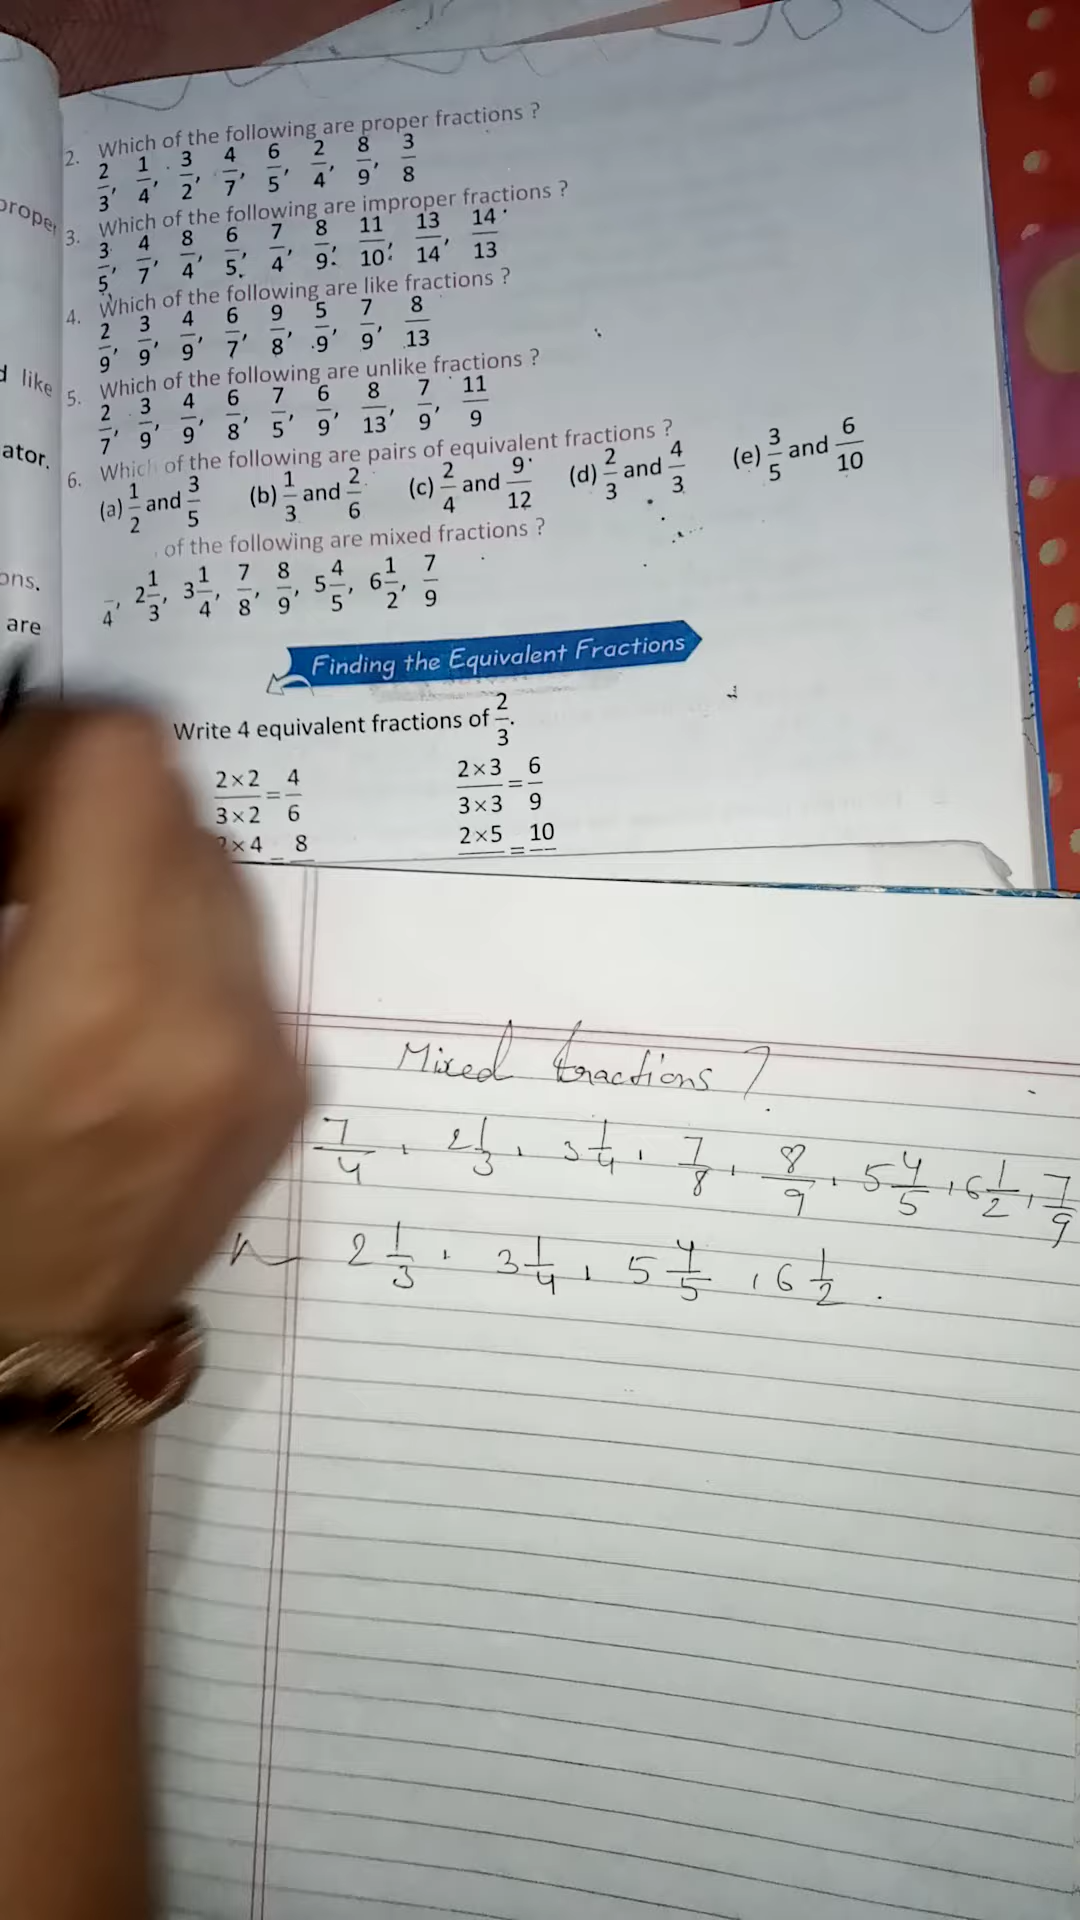 2. Which of the following are proper fractions ?
2/3, 1/4, 3/2, 4/7, 6/5, 2/4, 8/9, 3/8
3. Which of the following are improper fractions ?
3/5, 4/7, 8/4, 6/5, 7/4, 8/9, 11/10, 13/14, 14/13
4. Which of the following are like fractions ?
2/9, 3/9, 4/9, 6/7, 9/8, 5/9, 7/9, 8/13
5. Which of the following are unlike fractions ?
2/7, 3/9, 4/9, 6/8, 7/5, 6/9, 8/13, 7/9, 11/9
6. Which of the following are pairs of equivalent fractions ?
(a) 1/2 and 3/5 (b) 1/3 and 2/6 (c) 2/4 and 9/12 (d) 2/3 and 4/3 (e) 3/5 and 6/10
of the following are mixed fractions ?
/4, 2 1/3, 3 1/4, 7/8, 8/9, 5 4/5, 6 1/2, 7/9
Finding the Equivalent Fractions
Write 4 equivalent fractions of 2/3.
2×2/3×2 = 4/6 2×3/3×3 = 6/9
2×4 = 8 2×5 = 10
like
ator.
ons.
are
Mixed fractions ?
7/4, 2 1/3, 3 1/4, 7/8, 8/9, 5 4/5, 6 1/2, 7/9
2 1/3, 3 1/4, 5 4/5, 6 1/2.